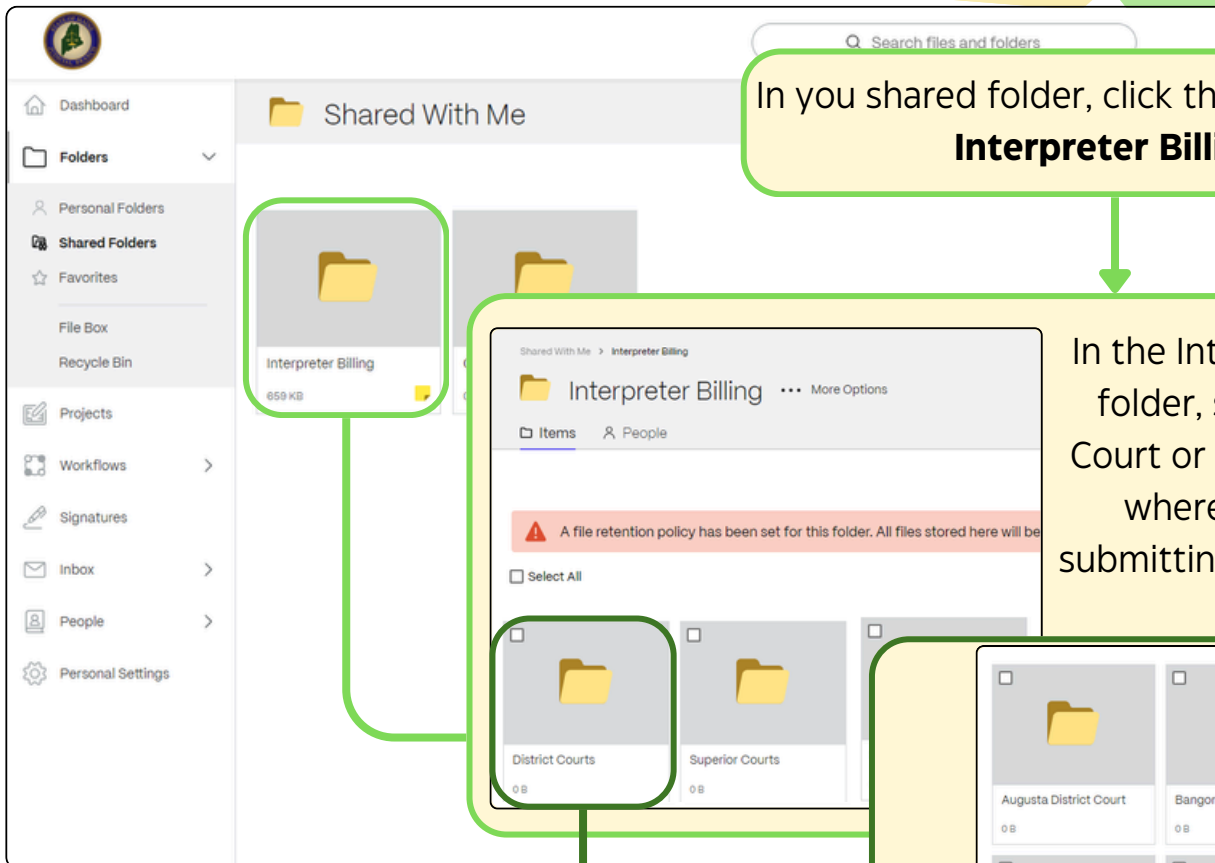 Search files and folders
Dashboard
Folders
Personal Folders
Shared Folders
Favorites
File Box
Recycle Bin
Projects
Workflows
Signatures
Inbox
People
Personal Settings
Shared With Me
In you shared folder, click
Interpreter
Interpreter Billing
659 KB
Shared With Me > Interpreter Billing
Interpreter Billing ••• More Options
Items People
A file retention policy has been set for this folder. All files stored here will be
Select All
District Courts
0 B
Superior Courts
0 B
In the
folder,
Court or
where
Augusta District Court
0 B
Bangor
0 B